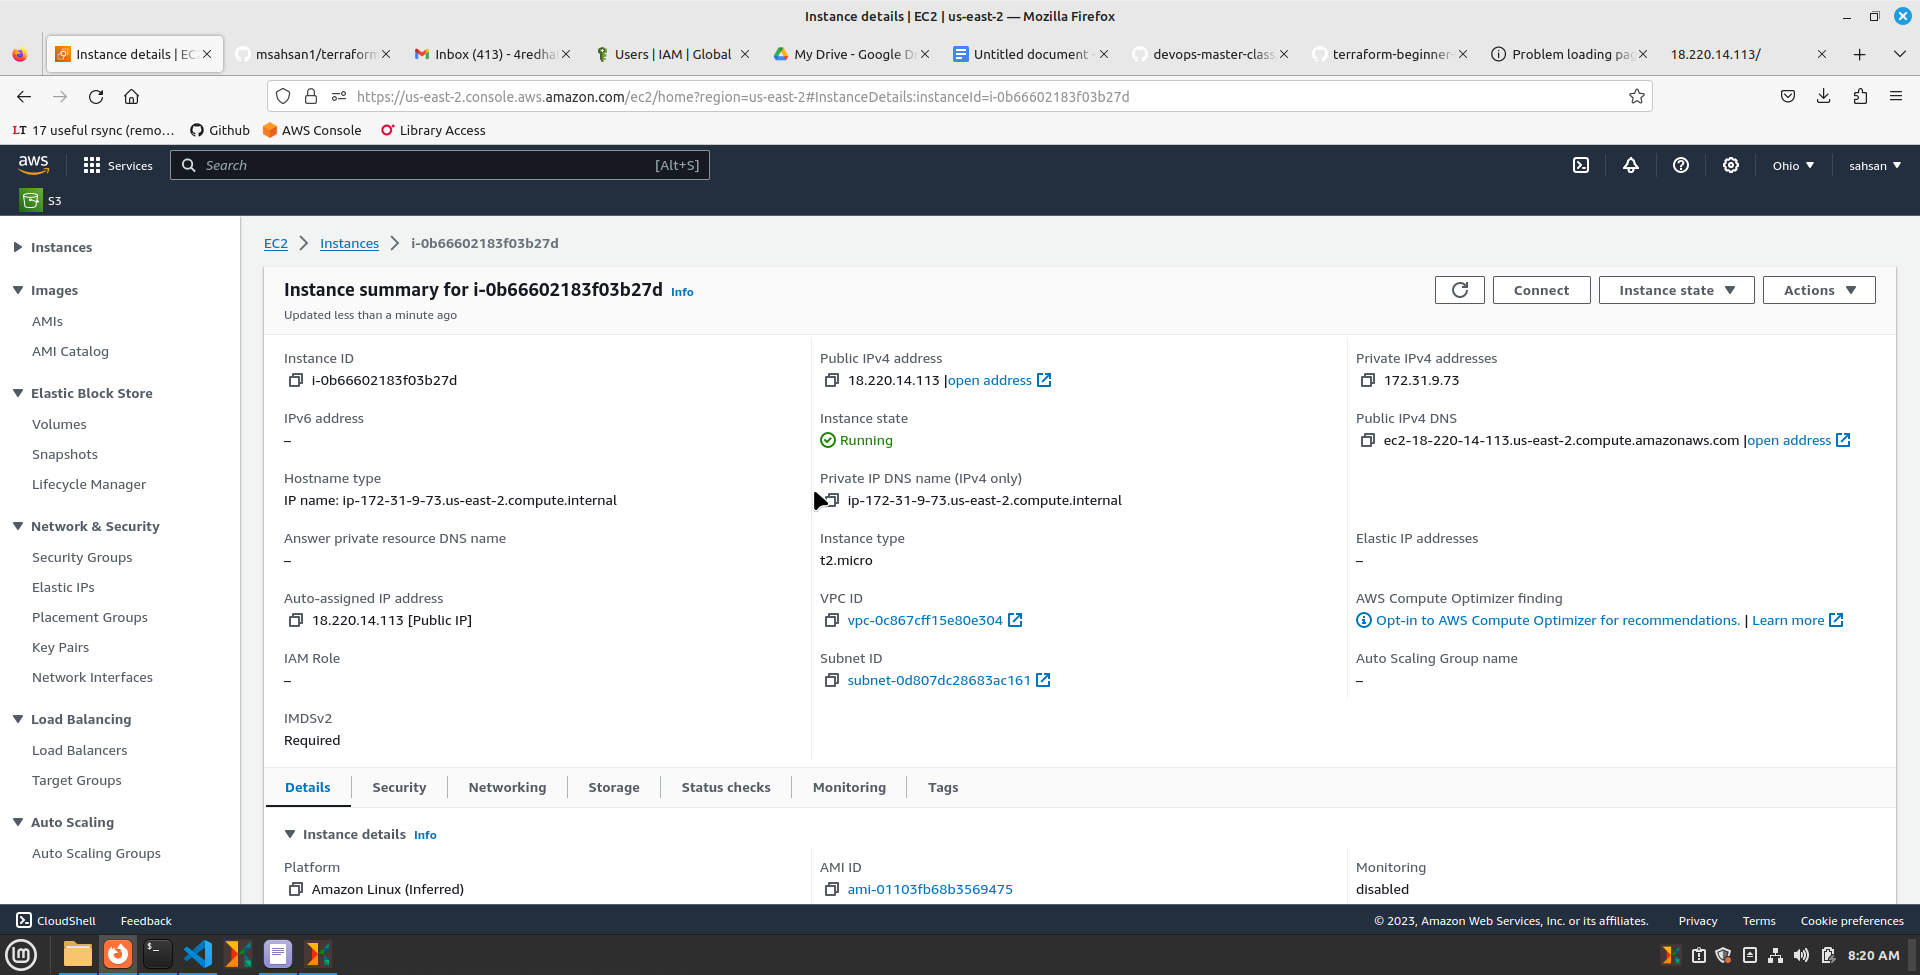 Instance details | EC2 | us-east-2 — Mozilla Firefox
Instance details | EC
msahsan1/terraform
Inbox (413) - 4redha
Users | IAM | Global
My Drive - Google Dr
Untitled document -
devops-master-class
terraform-beginner-
Problem loading pag
18.220.14.113/
https://us-east-2.console.aws.amazon.com/ec2/home?region=us-east-2#InstanceDetails:instanceId=i-0b66602183f03b27d
LT 17 useful rsync (remo… Github AWS Console Library Access
aws Services Search [Alt+S] Ohio sahsan
S3
Instances
Images
AMIs
AMI Catalog
Elastic Block Store
Volumes
Snapshots
Lifecycle Manager
Network & Security
Security Groups
Elastic IPs
Placement Groups
Key Pairs
Network Interfaces
Load Balancing
Load Balancers
Target Groups
Auto Scaling
Auto Scaling Groups
EC2 Instances i-0b66602183f03b27d
Instance summary for i-0b66602183f03b27d Info
Updated less than a minute ago
Connect Instance state Actions
Instance ID
i-0b66602183f03b27d
Public IPv4 address
18.220.14.113 |open address
Private IPv4 addresses
172.31.9.73
IPv6 address
–
Instance state
Running
Public IPv4 DNS
ec2-18-220-14-113.us-east-2.compute.amazonaws.com |open address
Hostname type
IP name: ip-172-31-9-73.us-east-2.compute.internal
Private IP DNS name (IPv4 only)
ip-172-31-9-73.us-east-2.compute.internal
Answer private resource DNS name
–
Instance type
t2.micro
Elastic IP addresses
–
Auto-assigned IP address
18.220.14.113 [Public IP]
VPC ID
vpc-0c867cff15e80e304
AWS Compute Optimizer finding
Opt-in to AWS Compute Optimizer for recommendations. | Learn more
IAM Role
–
Subnet ID
subnet-0d807dc28683ac161
Auto Scaling Group name
–
IMDSv2
Required
Details Security Networking Storage Status checks Monitoring Tags
Instance details Info
Platform
Amazon Linux (Inferred)
AMI ID
ami-01103fb68b3569475
Monitoring
disabled
CloudShell Feedback © 2023, Amazon Web Services, Inc. or its affiliates. Privacy Terms Cookie preferences
8:20 AM